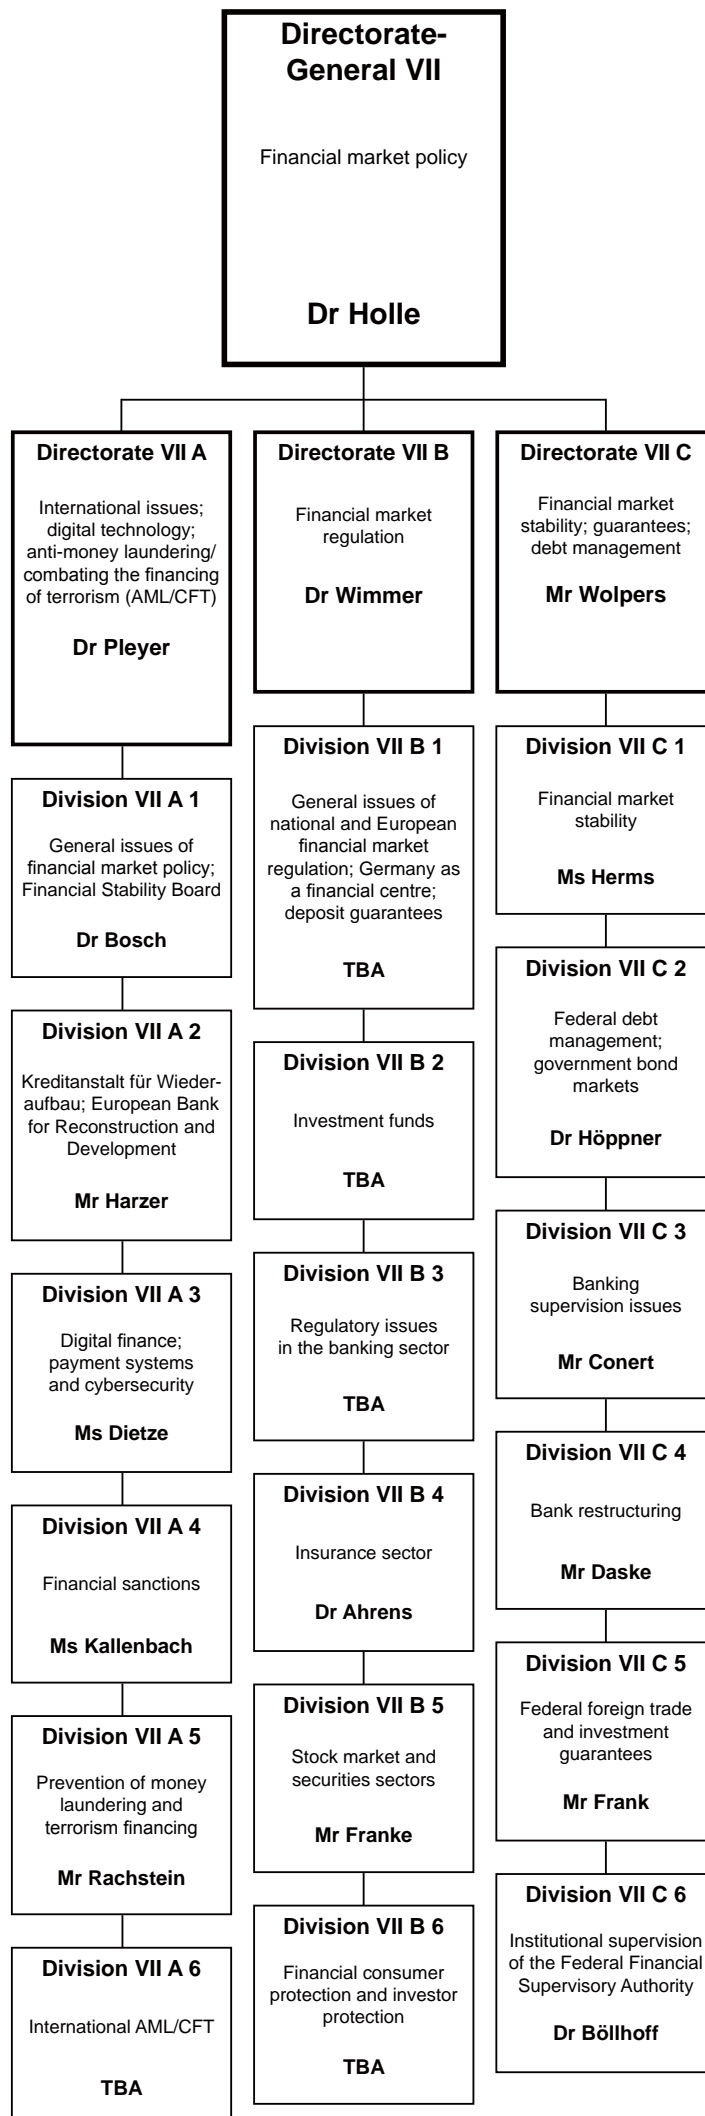 Directorate-
General VII
Financial market policy
Dr Holle
Directorate VII A
International issues;
digital technology;
anti-money laundering/
combating the financing
of terrorism (AML/CFT)
Dr Pleyer
Division VII A 1
General issues of
financial market policy;
Financial Stability Board
Dr Bosch
Division VII A 2
Kreditanstalt für Wieder-
aufbau; European Bank
for Reconstruction and
Development
Mr Harzer
Division VII A 3
Digital finance;
payment systems
and cybersecurity
Ms Dietze
Division VII A 4
Financial sanctions
Ms Kallenbach
Division VII A 5
Prevention of money
laundering and
terrorism financing
Mr Rachstein
Division VII A 6
International AML/CFT
TBA
Directorate VII B
Financial market
regulation
Dr Wimmer
Division VII B 1
General issues of
national and European
financial market
regulation; Germany as
a financial centre;
deposit guarantees
TBA
Division VII B 2
Investment funds
TBA
Division VII B 3
Regulatory issues
in the banking sector
TBA
Division VII B 4
Insurance sector
Dr Ahrens
Division VII B 5
Stock market and
securities sectors
Mr Franke
Division VII B 6
Financial consumer
protection and investor
protection
TBA
Directorate VII C
Financial market
stability; guarantees;
debt management
Mr Wolpers
Division VII C 1
Financial market
stability
Ms Herms
Division VII C 2
Federal debt
management;
government bond
markets
Dr Höppner
Division VII C 3
Banking
supervision issues
Mr Conert
Division VII C 4
Bank restructuring
Mr Daske
Division VII C 5
Federal foreign trade
and investment
guarantees
Mr Frank
Division VII C 6
Institutional supervision
of the Federal Financial
Supervisory Authority
Dr Böllhoff